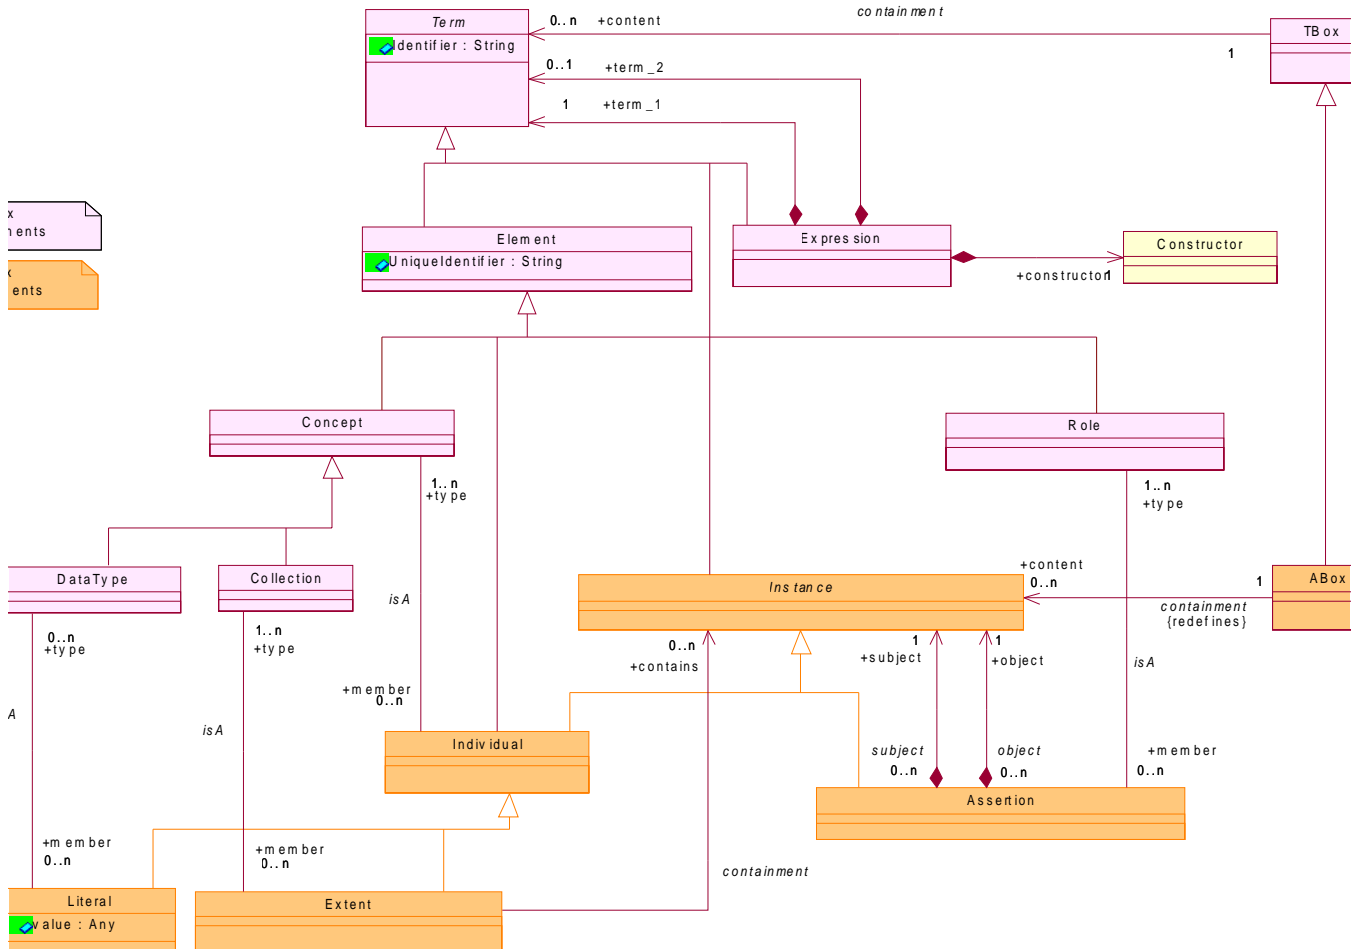 containment
Term
0..n +content
TBox
Identifier : String
1
0..1 +term_2
1 +term_1
x
Element
Expression
Constructor
ents
UniqueIdentifier : String
+constructor 1
x
ents
Concept
Role
1..n
+type
1..n
+type
DataType
Collection
Instance
+content
0..n
1
ABox
isA
containment
{redefines}
0..n
+type
1..n
+type
0..n
+contains
1
+subject
1
+object
isA
+member
0..n
A
isA
Individual
subject
0..n
object
0..n
+member
0..n
Assertion
+member
0..n
+member
0..n
containment
Literal
Extent
value : Any